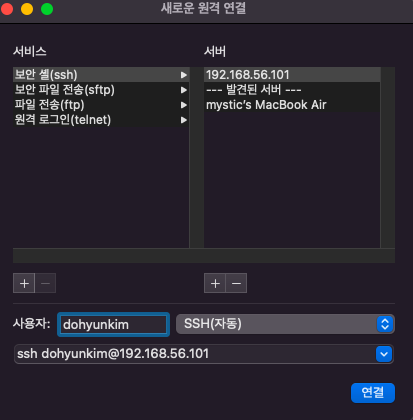 새로운 원격 연결
서비스
서버
보안 셸(ssh)
보안 파일 전송(sftp)
파일 전송(ftp)
원격 로그인(telnet)
192.168.56.101
--- 발견된 서버 ---
mystic’s MacBook Air
사용자: dohyunkim SSH(자동)
ssh dohyunkim@192.168.56.101
연결